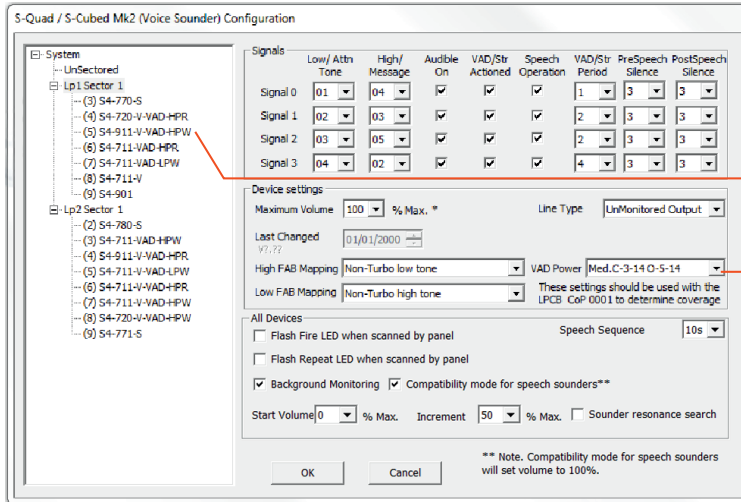 S-Quad / S-Cubed Mk2 (Voice Sounder) Configuration
System
UnSectored
Lp1 Sector 1
(3) S4-770-S
(4) S4-720-V-VAD-HPR
(5) S4-911-V-VAD-HPW
(6) S4-711-VAD-HPR
(7) S4-711-VAD-LPW
(8) S4-711-V
(9) S4-901
Lp2 Sector 1
(2) S4-780-S
(3) S4-711-VAD-HPW
(4) S4-911-V-VAD-HPR
(5) S4-711-V-VAD-LPW
(6) S4-711-V-VAD-HPR
(7) S4-711-V-VAD-HPW
(8) S4-720-V-VAD-HPW
(9) S4-771-S
Signals
Low/ Attn Tone
High/ Message
Audible On
VAD/Str Actioned
Speech Operation
VAD/Str Period
PreSpeech Silence
PostSpeech Silence
Signal 0 01 04 1 3 3
Signal 1 02 03 2 3 3
Signal 2 03 05 2 3 3
Signal 3 04 02 4 3 3
Device settings
Maximum Volume 100 % Max. * Line Type UnMonitored Output
Last Changed 01/01/2000
V?.??
High FAB Mapping Non-Turbo low tone VAD Power Med.C-3-14 O-5-14
Low FAB Mapping Non-Turbo high tone
These settings should be used with the
LPCB CoP 0001 to determine coverage
All Devices
Flash Fire LED when scanned by panel Speech Sequence 10s
Flash Repeat LED when scanned by panel
Background Monitoring Compatibility mode for speech sounders**
Start Volume 0 % Max. Increment 50 % Max. Sounder resonance search
** Note. Compatibility mode for speech sounders
will set volume to 100%.
OK Cancel